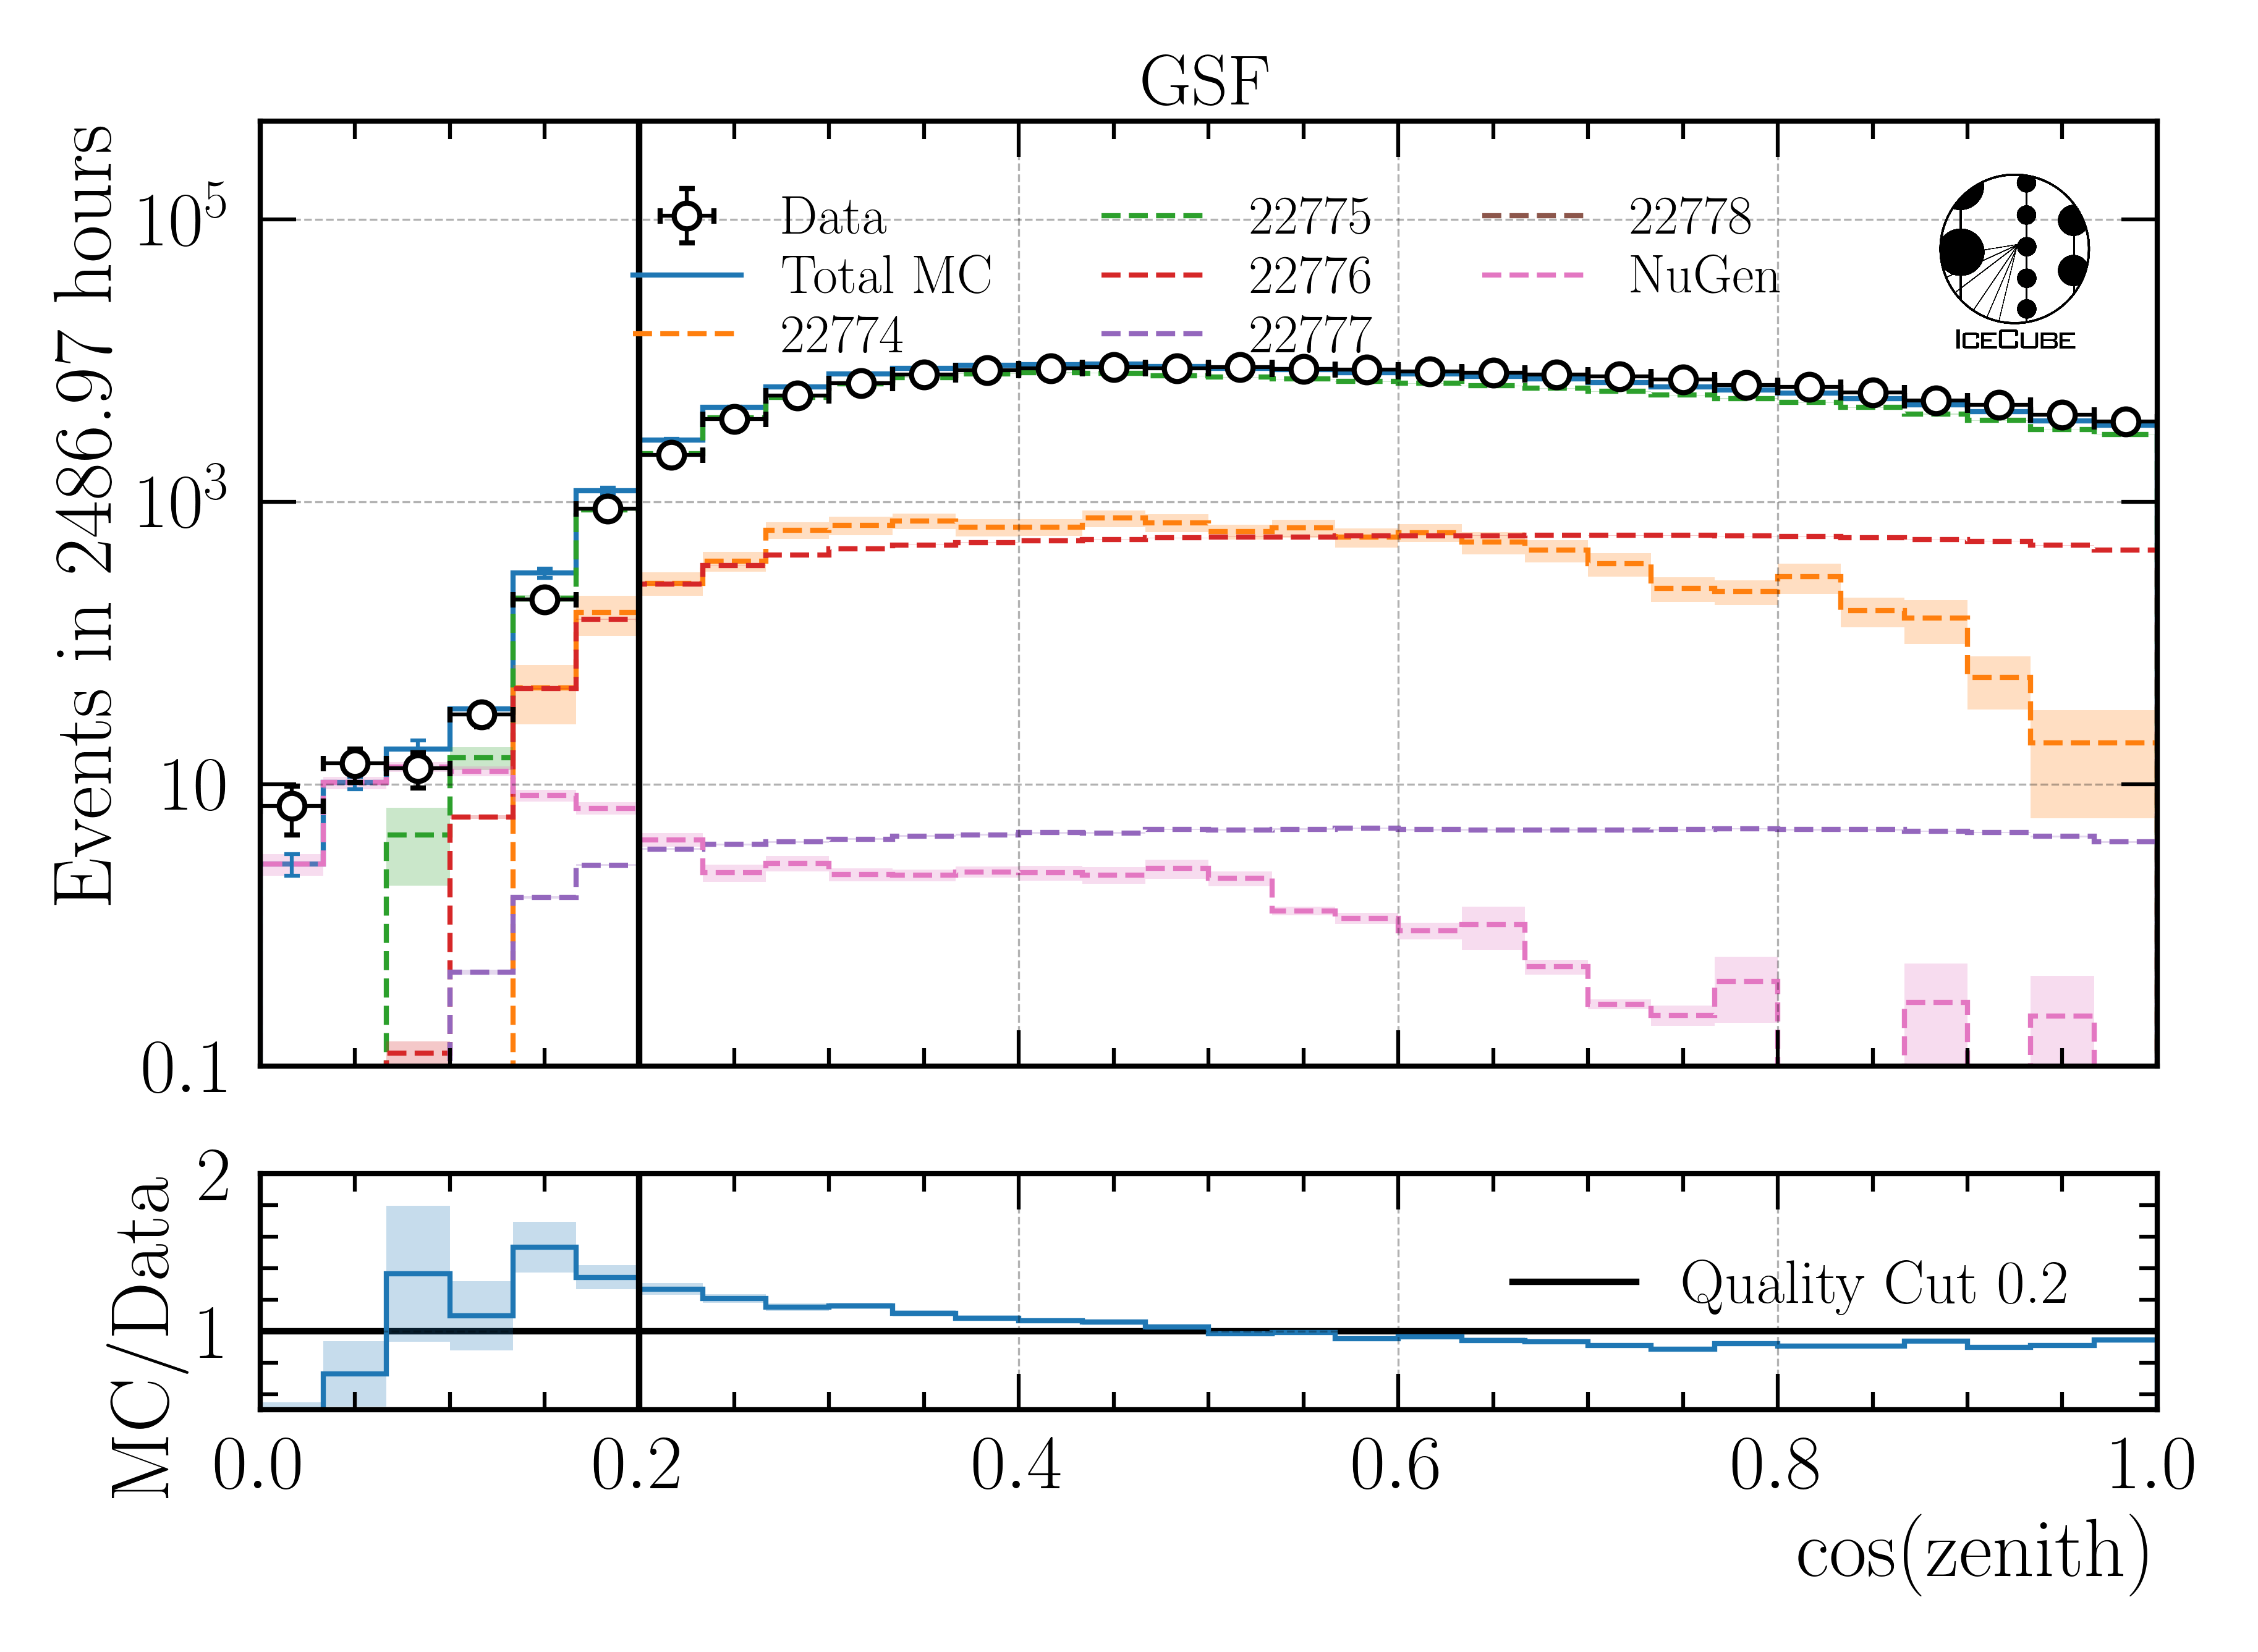 GSF
Events in 2486.97 hours
10^5
10^3
10
0.1
Data
Total MC
22774
22775
22776
22777
22778
NuGen
ICECUBE
MC/Data
2
1
Quality Cut 0.2
0.0 0.2 0.4 0.6 0.8 1.0
cos(zenith)